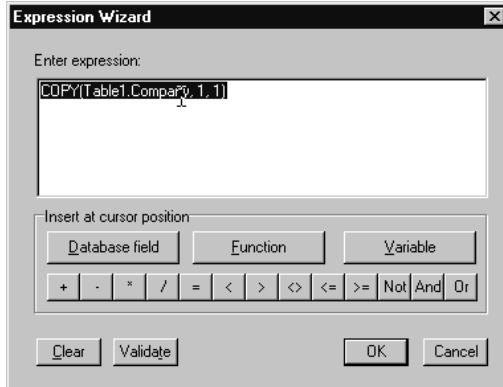 Expression Wizard
Enter expression:
COPY(Table1.Company, 1, 1)
Insert at cursor position
Database field Function Variable
+ - * / = < > <> <= >= Not And Or
Clear Validate OK Cancel